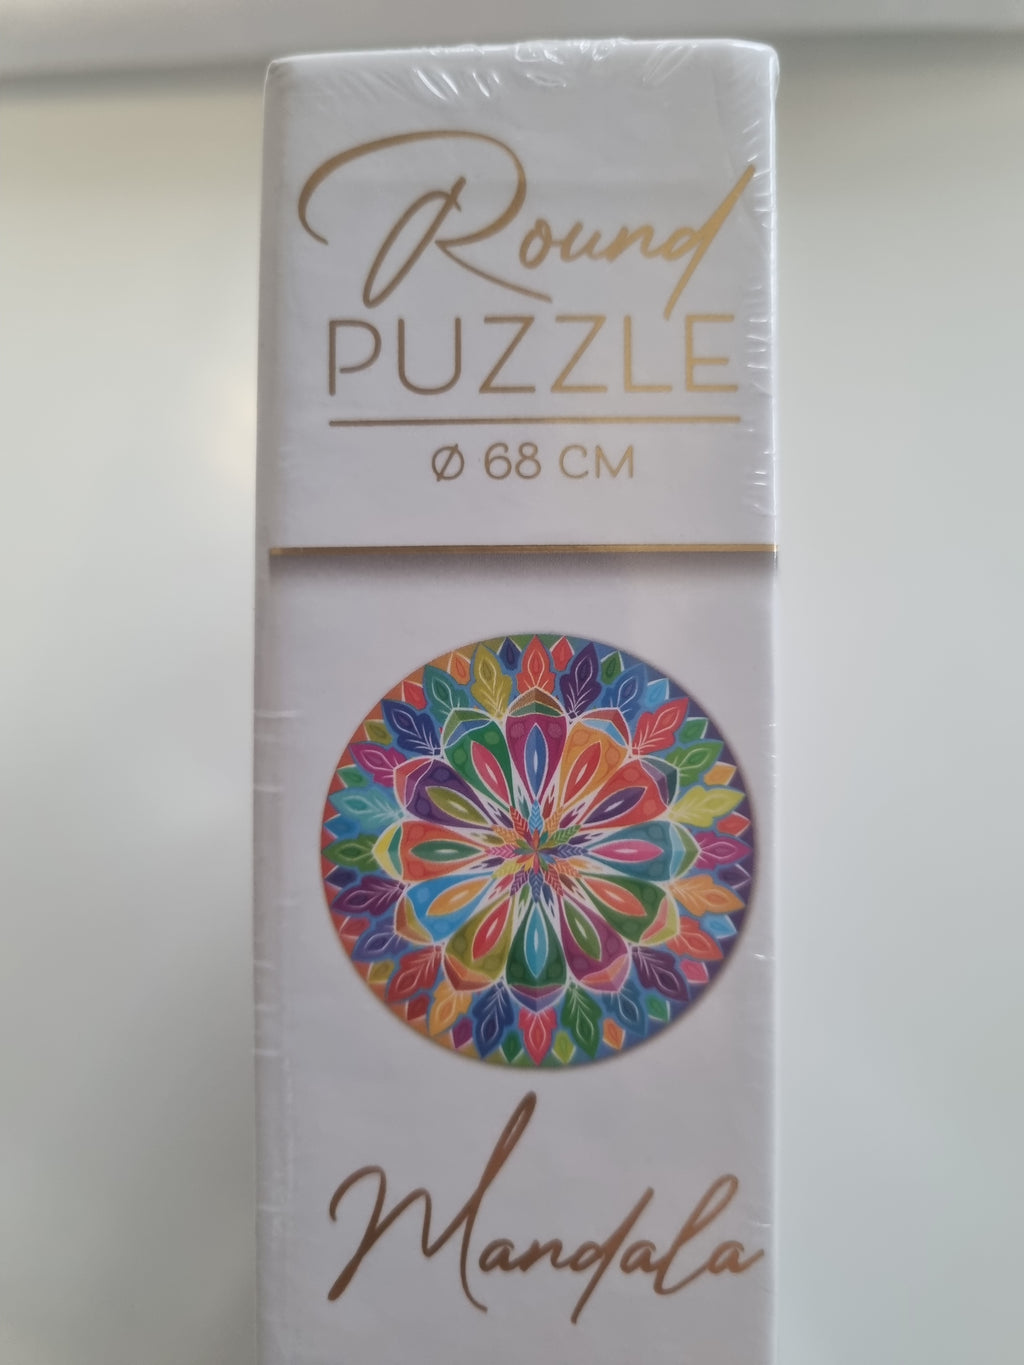 Round
PUZZLE
Ø 68 CM
Mandala